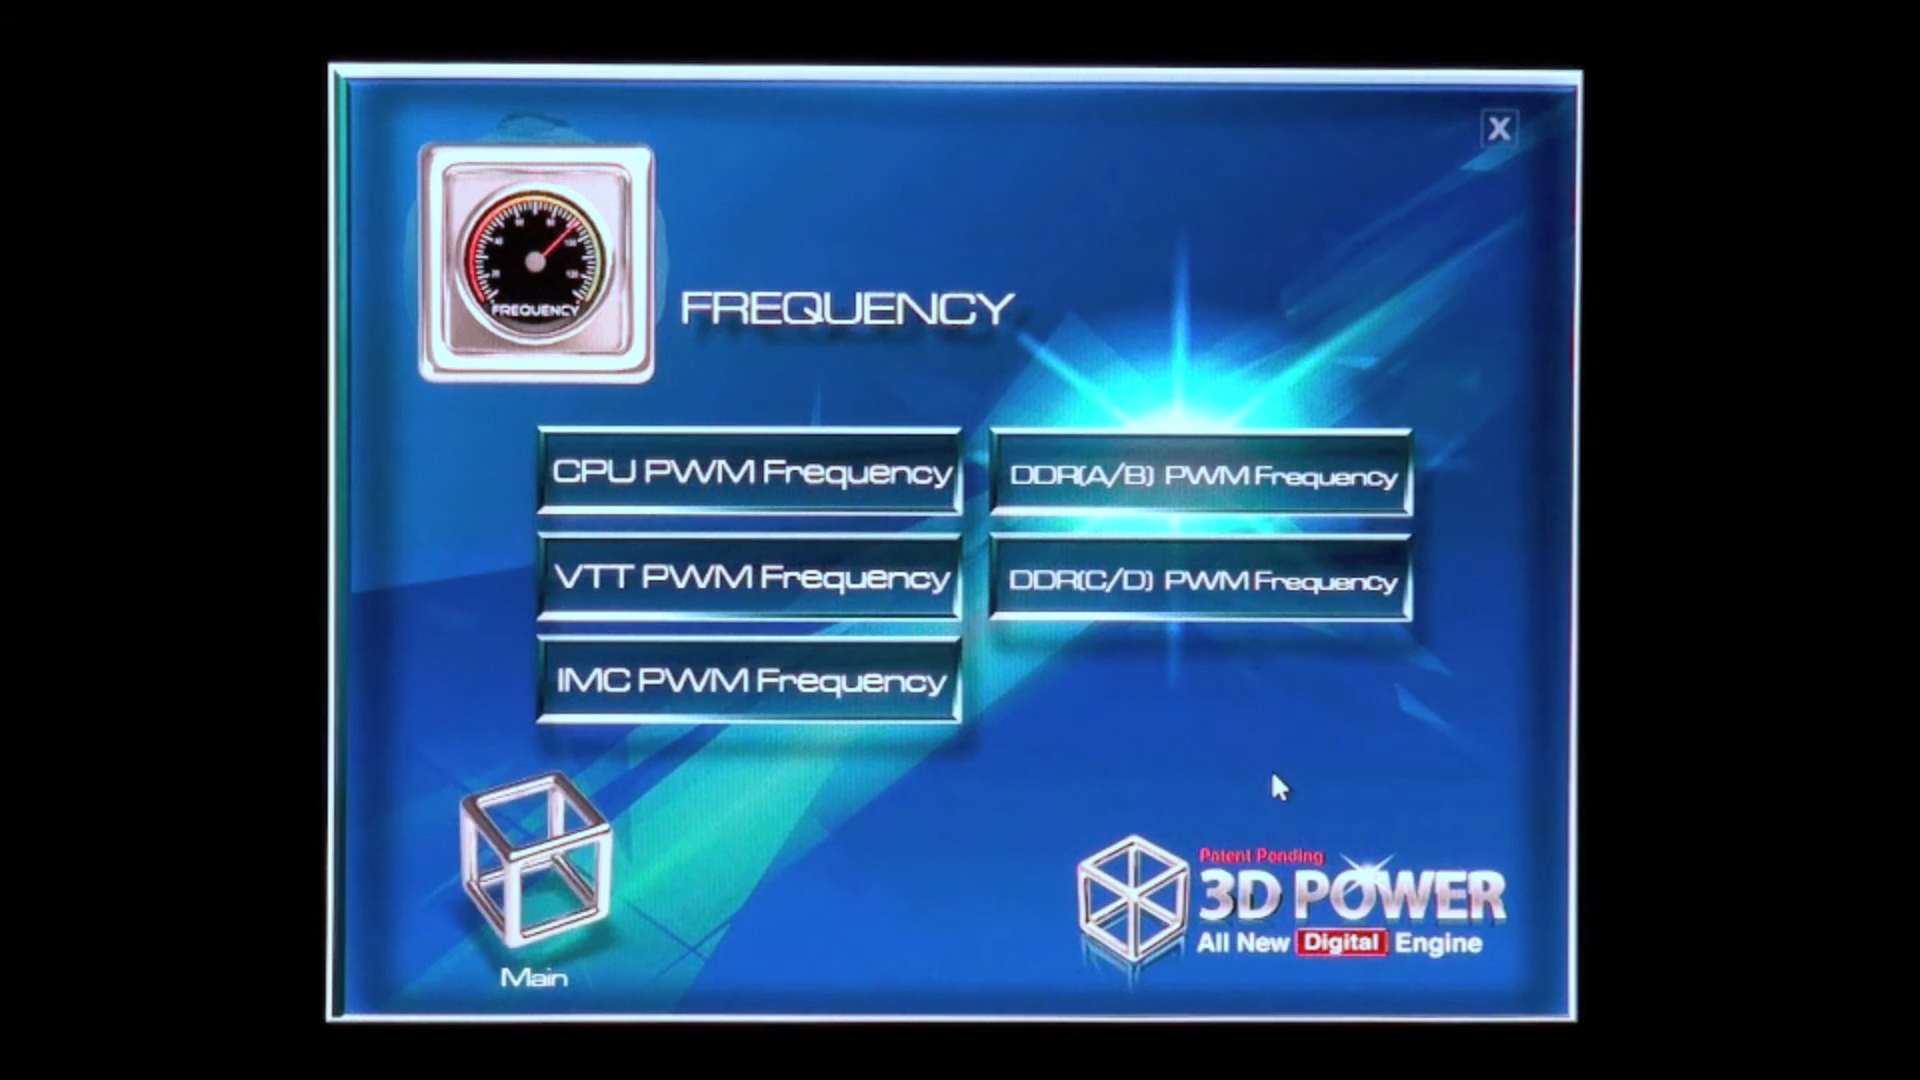 X
FREQUENCY
FREQUENCY
CPU PWM Frequency
DDR(A/B) PWM Frequency
VTT PWM Frequency
DDR(C/D) PWM Frequency
IMC PWM Frequency
Main
Patent Pending
3D POWER
All New Digital Engine